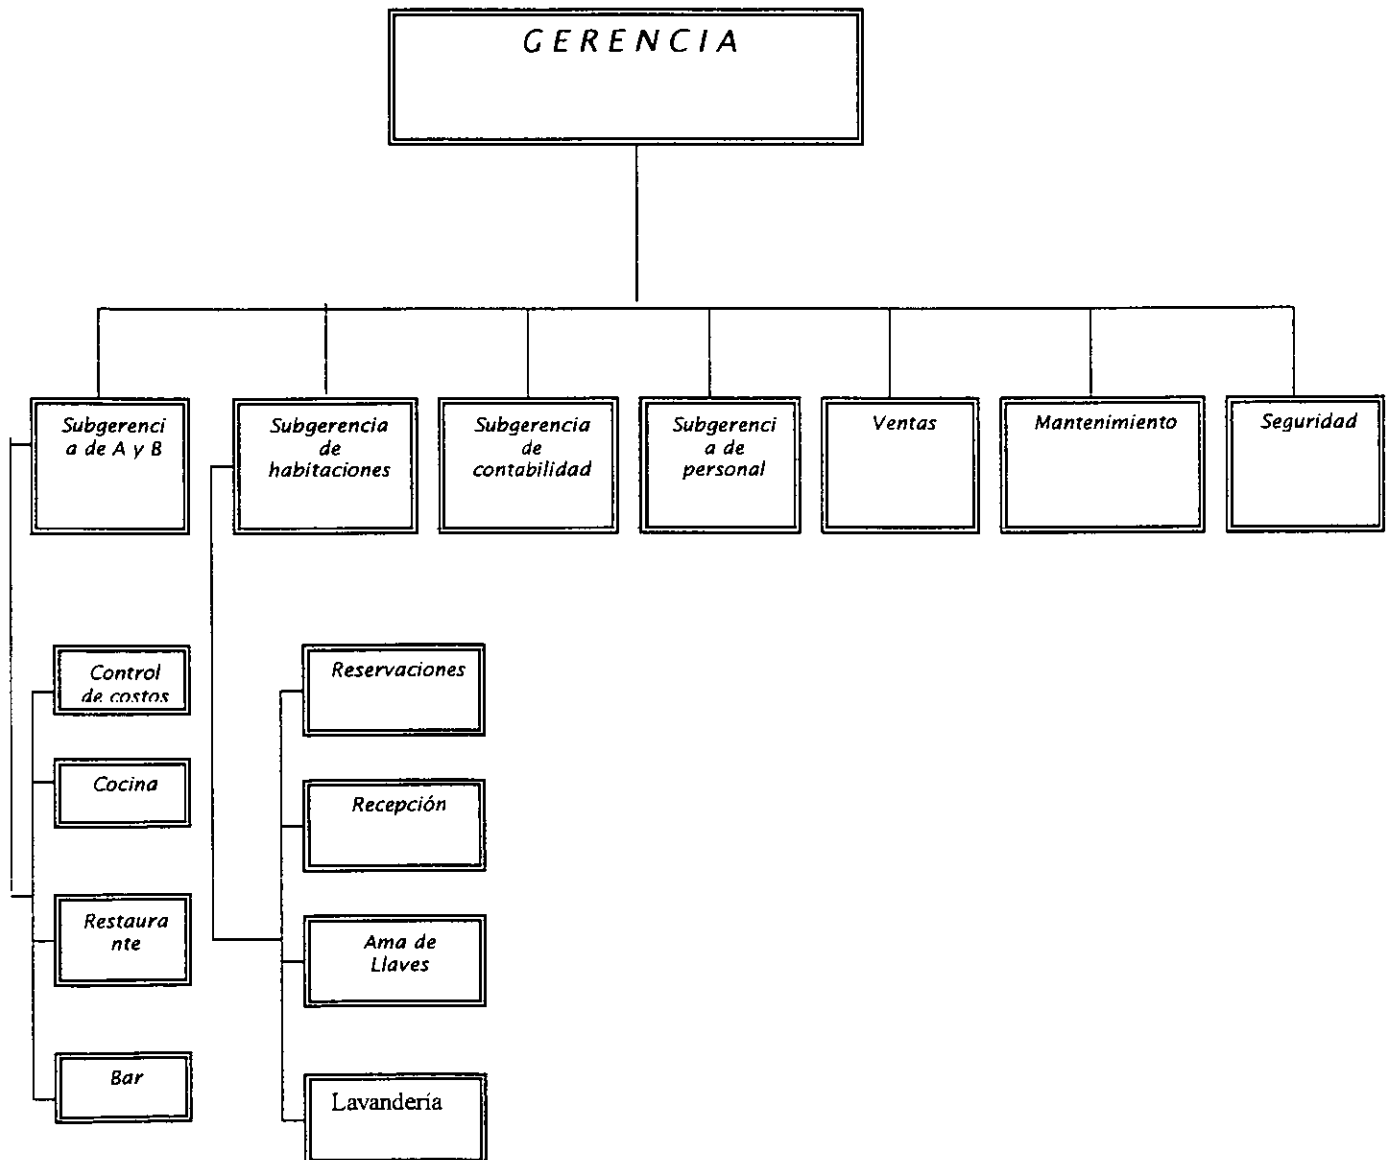 GERENCIA
Subgerenci
a de A y B
Subgerencia
de
habitaciones
Subgerencia
de
contabilidad
Subgerenci
a de
personal
Ventas
Mantenimiento
Seguridad
Control
de costos
Cocina
Restaura
nte
Bar
Reservaciones
Recepción
Ama de
Llaves
Lavandería